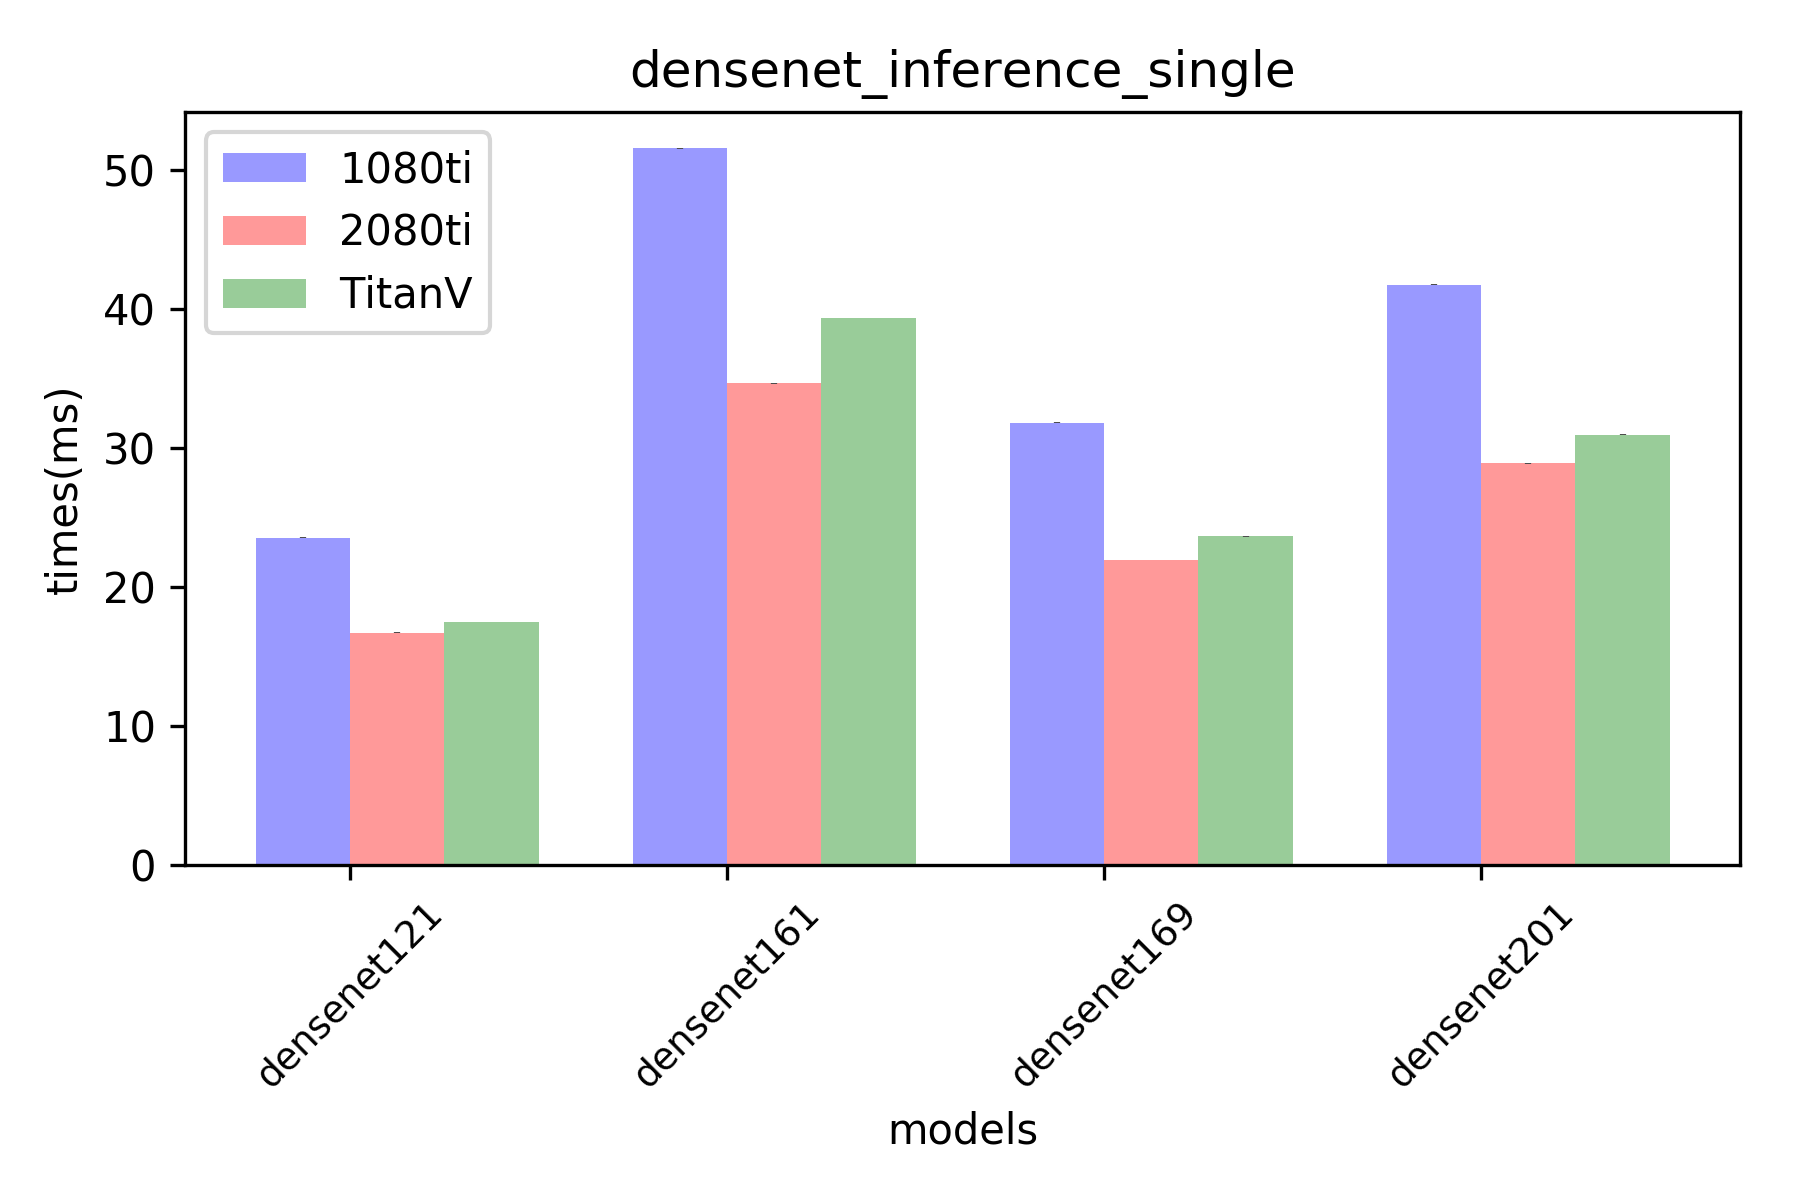 densenet_inference_single
1080ti
2080ti
TitanV
times(ms)
50
40
30
20
10
0
densenet121
densenet161
densenet169
densenet201
models